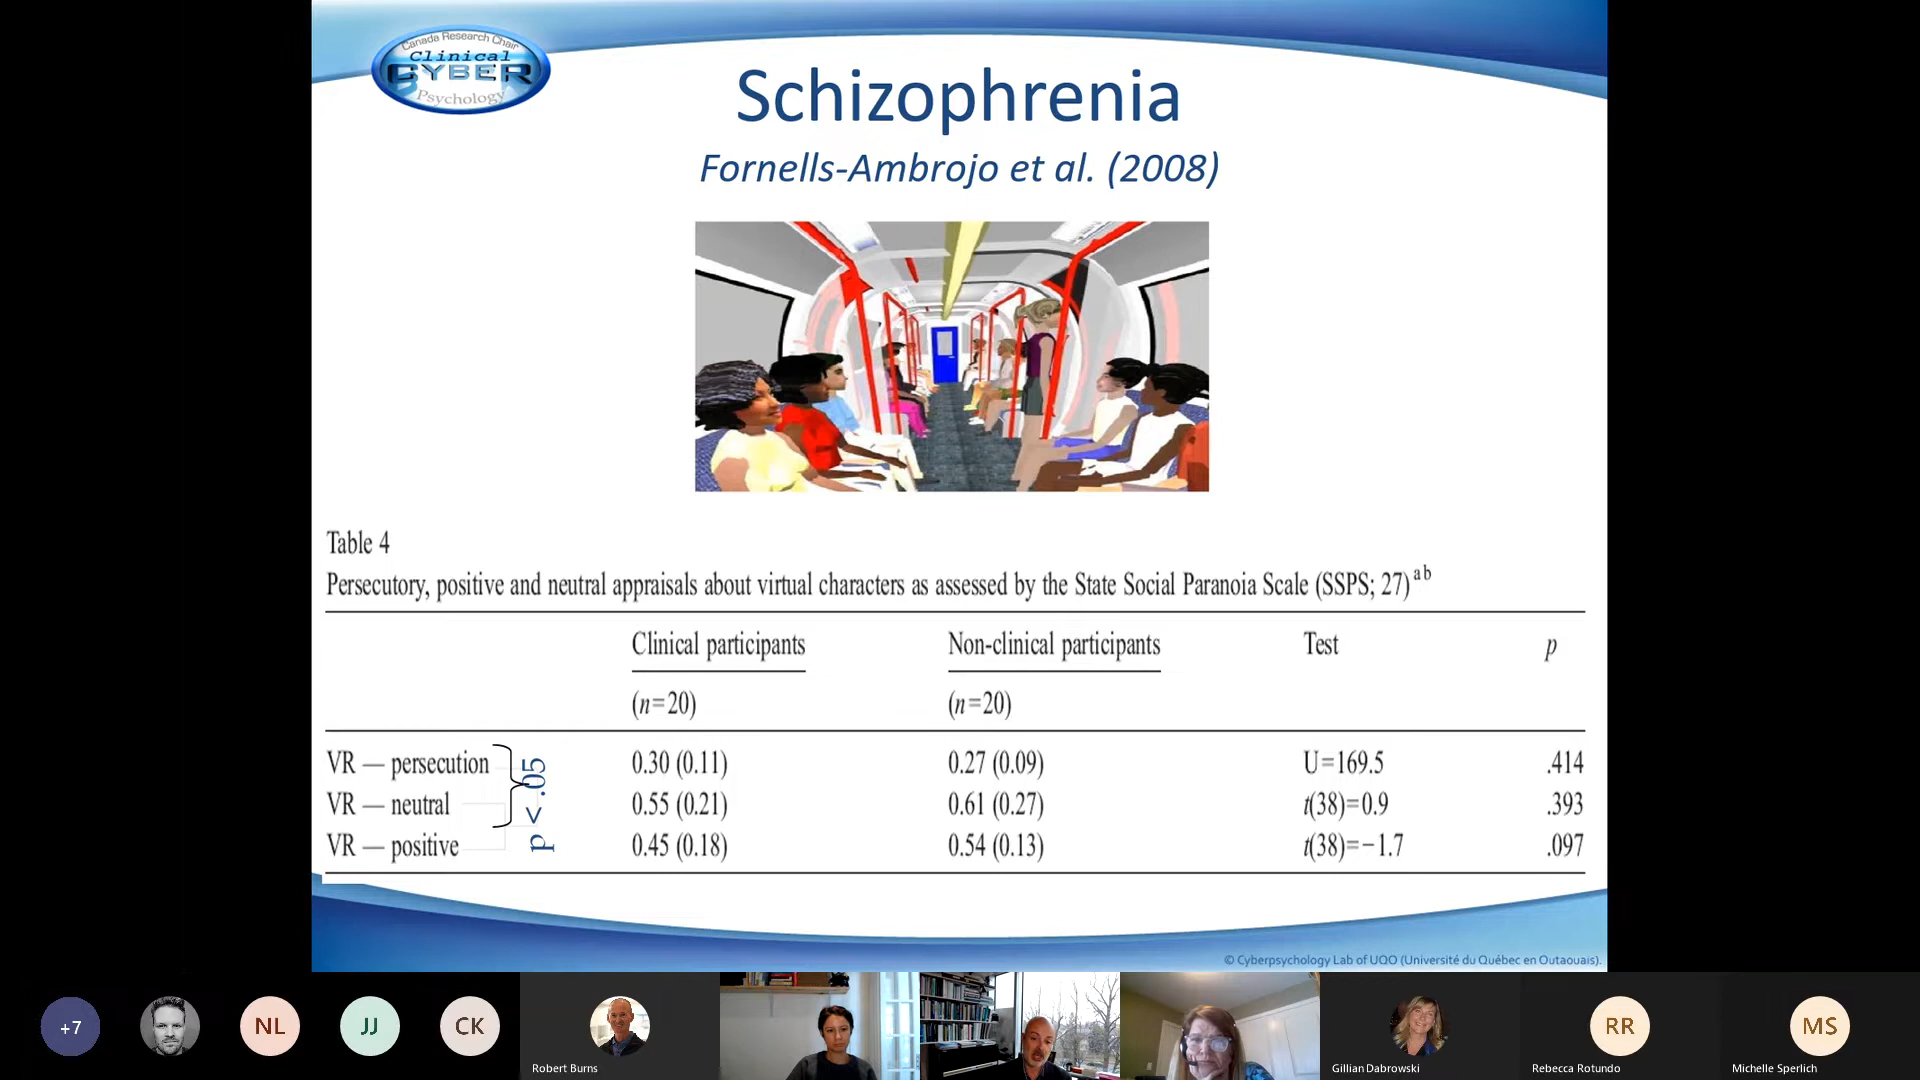 Canada Research Chair
Clinical
CYBER
Psychology
Schizophrenia
Fornells-Ambrojo et al. (2008)
Table 4
Persecutory, positive and neutral appraisals about virtual characters as assessed by the State Social Paranoia Scale (SSPS; 27) a b
Clinical participants Non-clinical participants Test p
(n=20) (n=20)
VR — persecution 0.30 (0.11) 0.27 (0.09) U=169.5 .414
VR — neutral 0.55 (0.21) 0.61 (0.27) t(38)=0.9 .393
VR — positive 0.45 (0.18) 0.54 (0.13) t(38)=−1.7 .097
p < .05
© Cyberpsychology Lab of UQO (Université du Québec en Outaouais).
+7 NL JJ CK RR MS
Robert Burns Gillian Dabrowski Rebecca Rotundo Michelle Sperlich